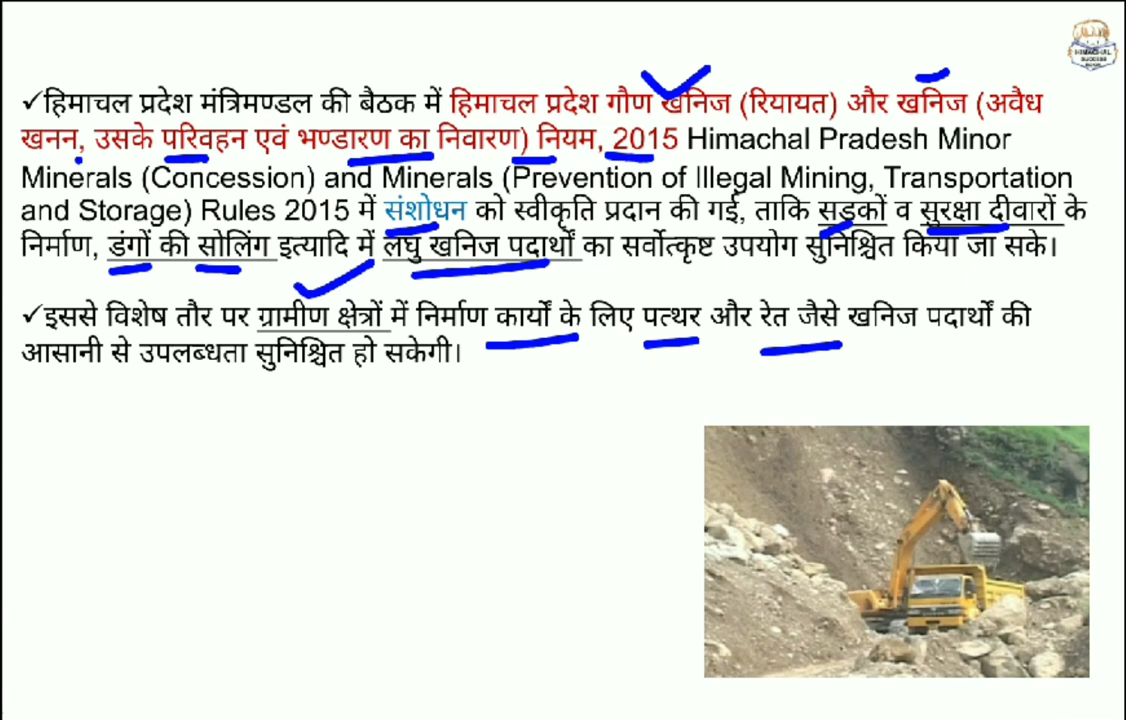 ✓हिमाचल प्रदेश मंत्रिमण्डल की बैठक में हिमाचल प्रदेश गौण खनिज (रियायत) और खनिज (अवैध
खनन, उसके परिवहन एवं भण्डारण का निवारण) नियम, 2015 Himachal Pradesh Minor
Minerals (Concession) and Minerals (Prevention of Illegal Mining, Transportation
and Storage) Rules 2015 में संशोधन को स्वीकृति प्रदान की गई, ताकि सड़कों व सुरक्षा दीवारों के
निर्माण, डंगों की सोलिंग इत्यादि में लघु खनिज पदार्थों का सर्वोत्कृष्ट उपयोग सुनिश्चित किया जा सके।
✓इससे विशेष तौर पर ग्रामीण क्षेत्रों में निर्माण कार्यों के लिए पत्थर और रेत जैसे खनिज पदार्थों की
आसानी से उपलब्धता सुनिश्चित हो सकेगी।
HIMACHAL
SUCCESS